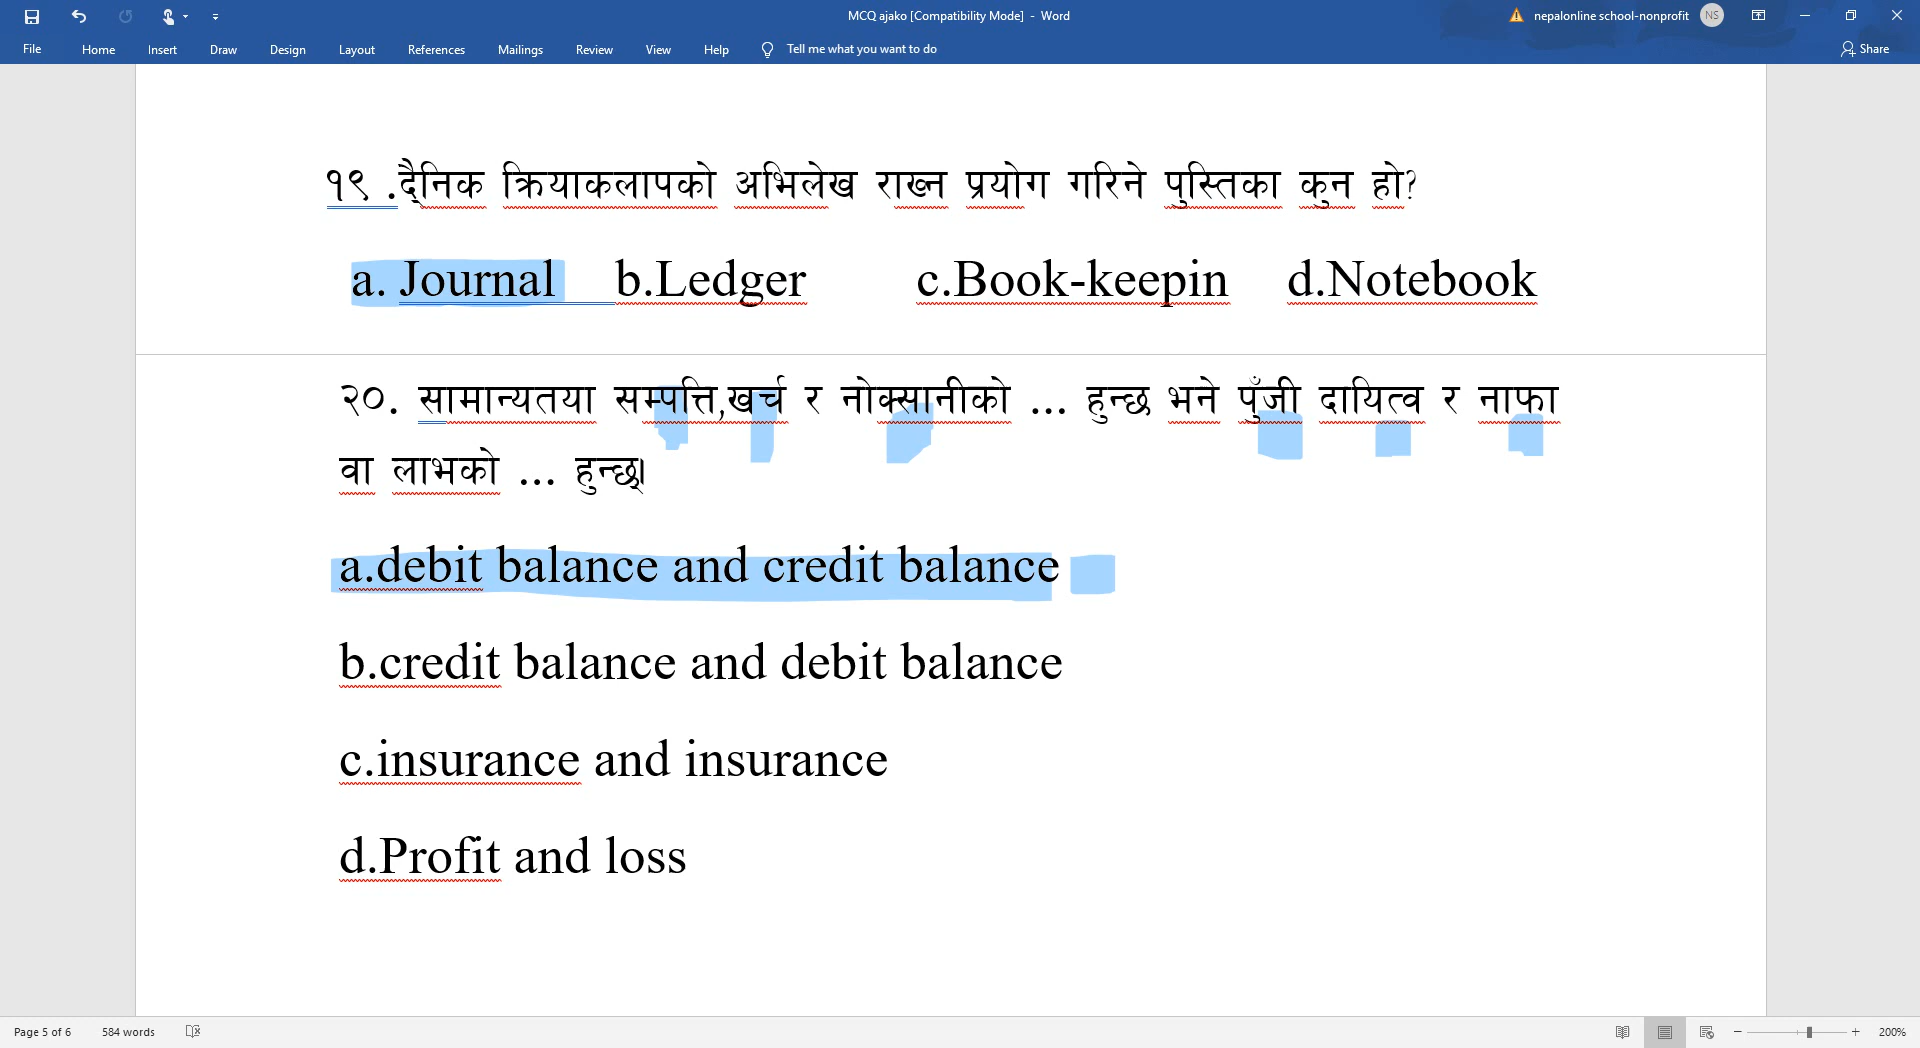 MCQ ajako [Compatibility Mode] - Word
nepalonline school-nonprofit NS
File Home Insert Draw Design Layout References Mailings Review View Help Tell me what you want to do Share
१९ .दैनिक क्रियाकलापको अभिलेख राख्न प्रयोग गरिने पुस्तिका कुन हो?
a. Journal b.Ledger c.Book-keepin d.Notebook
२०. सामान्यतया सम्पत्ति,खर्च र नोक्सानीको ... हुन्छ भने पुँजी दायित्व र नाफा
वा लाभको ... हुन्छ्।
a.debit balance and credit balance
b.credit balance and debit balance
c.insurance and insurance
d.Profit and loss
Page 5 of 6 584 words 200%